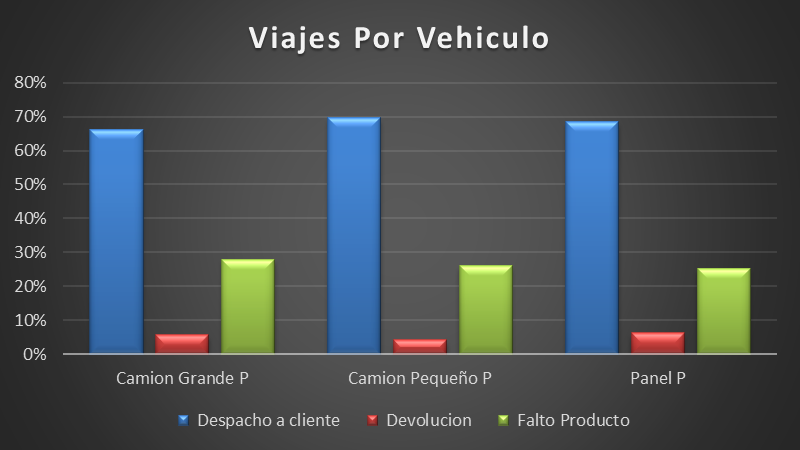 Viajes Por Vehiculo
80%
70%
60%
50%
40%
30%
20%
10%
0%
Camion Grande P
Camion Pequeño P
Panel P
Despacho a cliente
Devolucion
Falto Producto